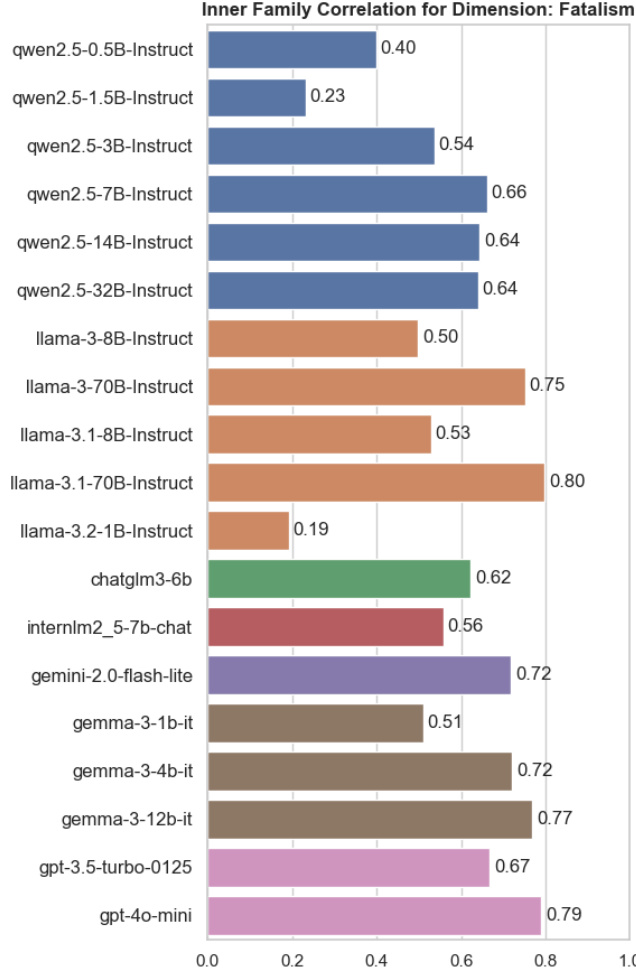 Inner Family Correlation for Dimension: Fatalism
qwen2.5-0.5B-Instruct 0.40
qwen2.5-1.5B-Instruct 0.23
qwen2.5-3B-Instruct 0.54
qwen2.5-7B-Instruct 0.66
qwen2.5-14B-Instruct 0.64
qwen2.5-32B-Instruct 0.64
llama-3-8B-Instruct 0.50
llama-3-70B-Instruct 0.75
llama-3.1-8B-Instruct 0.53
llama-3.1-70B-Instruct 0.80
llama-3.2-1B-Instruct 0.19
chatglm3-6b 0.62
internlm2_5-7b-chat 0.56
gemini-2.0-flash-lite 0.72
gemma-3-1b-it 0.51
gemma-3-4b-it 0.72
gemma-3-12b-it 0.77
gpt-3.5-turbo-0125 0.67
gpt-4o-mini 0.79
0.0 0.2 0.4 0.6 0.8 1.0